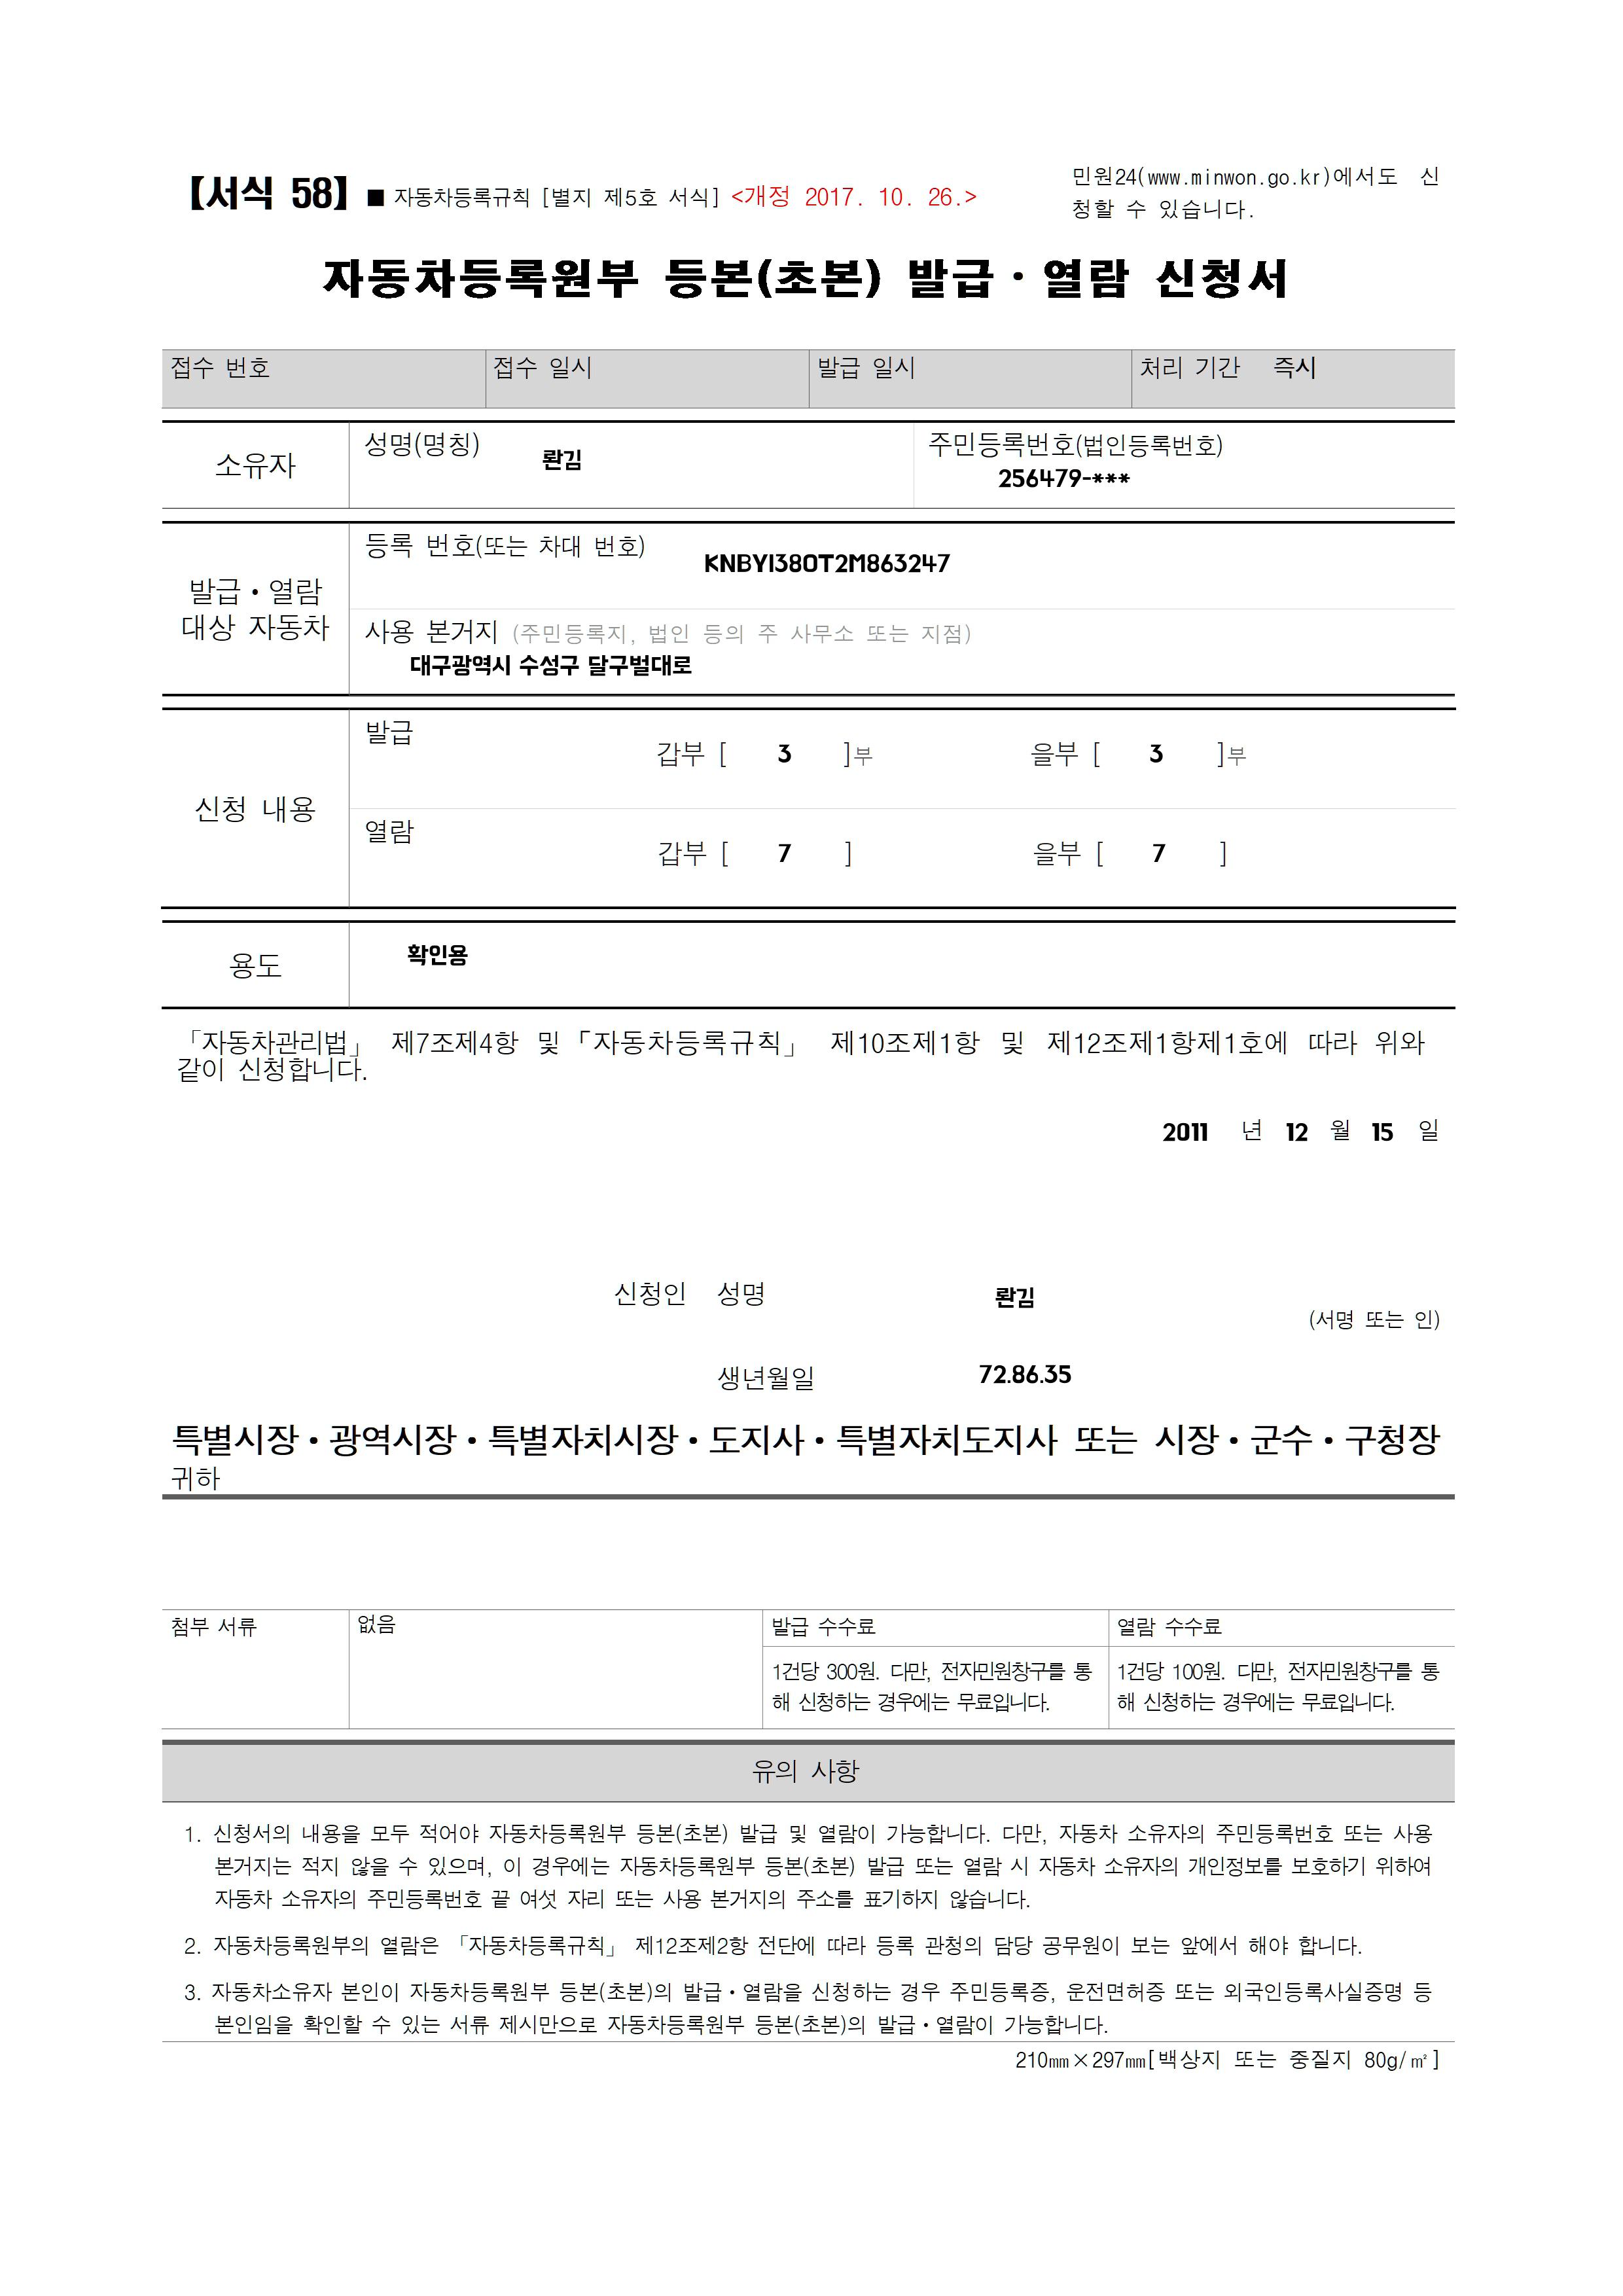 【서식 58】 ■ 자동차등록규칙 [별지 제5호 서식] <개정 2017. 10. 26.>
민원24(www.minwon.go.kr)에서도 신
청할 수 있습니다.
자동차등록원부 등본(초본) 발급·열람 신청서
접수 번호 접수 일시 발급 일시 처리 기간 즉시
소유자 성명(명칭) 롼김 주민등록번호(법인등록번호)
256479-***
발급·열람
대상 자동차
등록 번호(또는 차대 번호) KNBYI380T2M863247
사용 본거지 (주민등록지, 법인 등의 주 사무소 또는 지점)
대구광역시 수성구 달구벌대로
신청 내용
발급 갑부 [ 3 ]부 을부 [ 3 ]부
열람 갑부 [ 7 ] 을부 [ 7 ]
용도 확인용
「자동차관리법」 제7조제4항 및 「자동차등록규칙」 제10조제1항 및 제12조제1항제1호에 따라 위와
같이 신청합니다.
2011 년 12 월 15 일
신청인 성명 롼김 (서명 또는 인)
생년월일 72.86.35
특별시장·광역시장·특별자치시장·도지사·특별자치도지사 또는 시장·군수·구청장
귀하
첨부 서류 없음 발급 수수료 열람 수수료
1건당 300원. 다만, 전자민원창구를 통
해 신청하는 경우에는 무료입니다.
1건당 100원. 다만, 전자민원창구를 통
해 신청하는 경우에는 무료입니다.
유의 사항
1. 신청서의 내용을 모두 적어야 자동차등록원부 등본(초본) 발급 및 열람이 가능합니다. 다만, 자동차 소유자의 주민등록번호 또는 사용
본거지는 적지 않을 수 있으며, 이 경우에는 자동차등록원부 등본(초본) 발급 또는 열람 시 자동차 소유자의 개인정보를 보호하기 위하여
자동차 소유자의 주민등록번호 끝 여섯 자리 또는 사용 본거지의 주소를 표기하지 않습니다.
2. 자동차등록원부의 열람은 「자동차등록규칙」 제12조제2항 전단에 따라 등록 관청의 담당 공무원이 보는 앞에서 해야 합니다.
3. 자동차소유자 본인이 자동차등록원부 등본(초본)의 발급·열람을 신청하는 경우 주민등록증, 운전면허증 또는 외국인등록사실증명 등
본인임을 확인할 수 있는 서류 제시만으로 자동차등록원부 등본(초본)의 발급·열람이 가능합니다.
210㎜×297㎜[백상지 또는 중질지 80g/㎡]